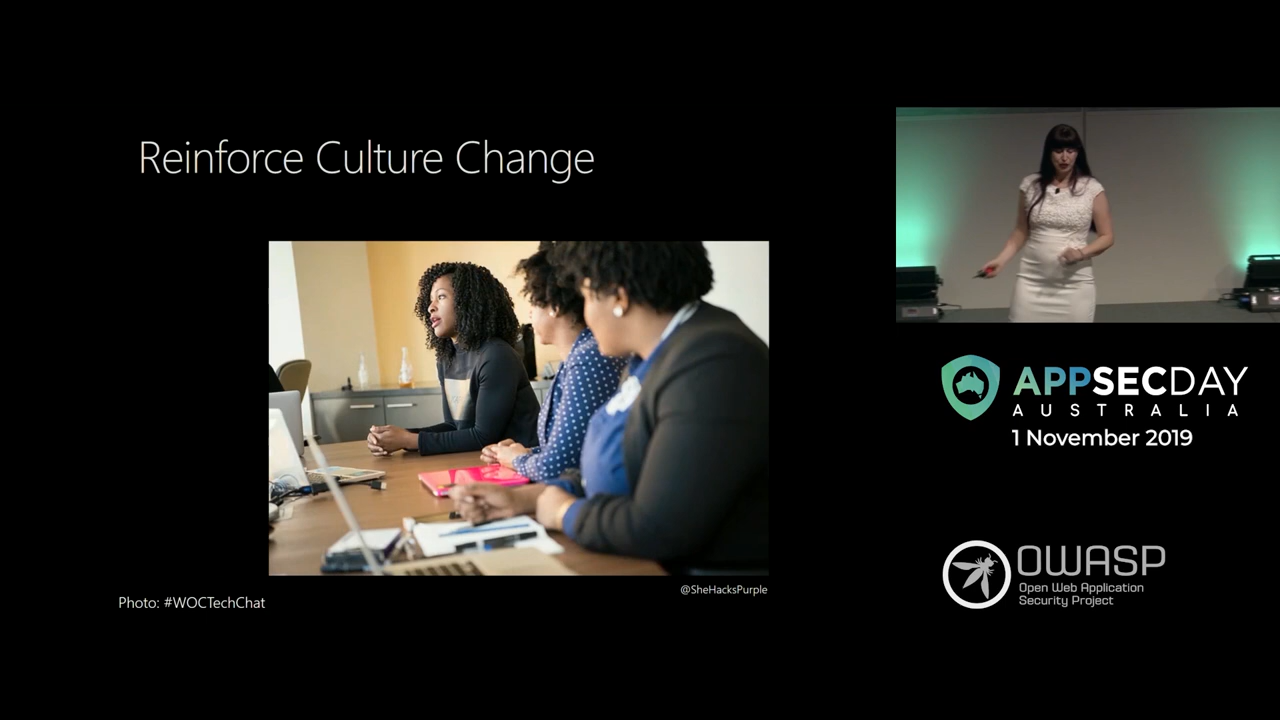 Reinforce Culture Change
@SheHacksPurple
Photo: #WOCTechChat
APPSECDAY
AUSTRALIA
1 November 2019
OWASP
Open Web Application
Security Project